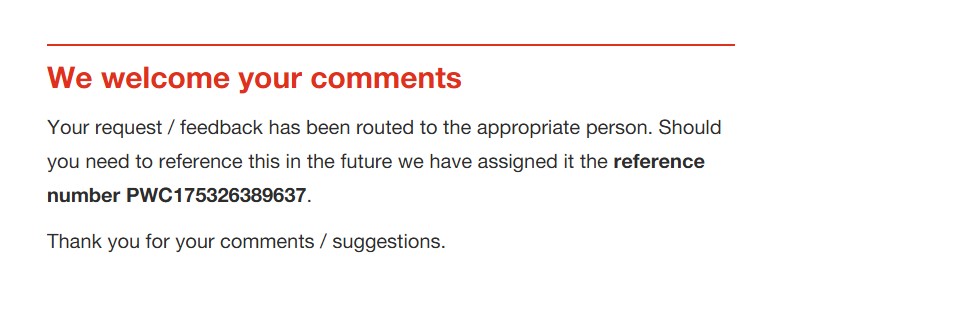 We welcome your comments
Your request / feedback has been routed to the appropriate person. Should
you need to reference this in the future we have assigned it the reference
number PWC175326389637.
Thank you for your comments / suggestions.